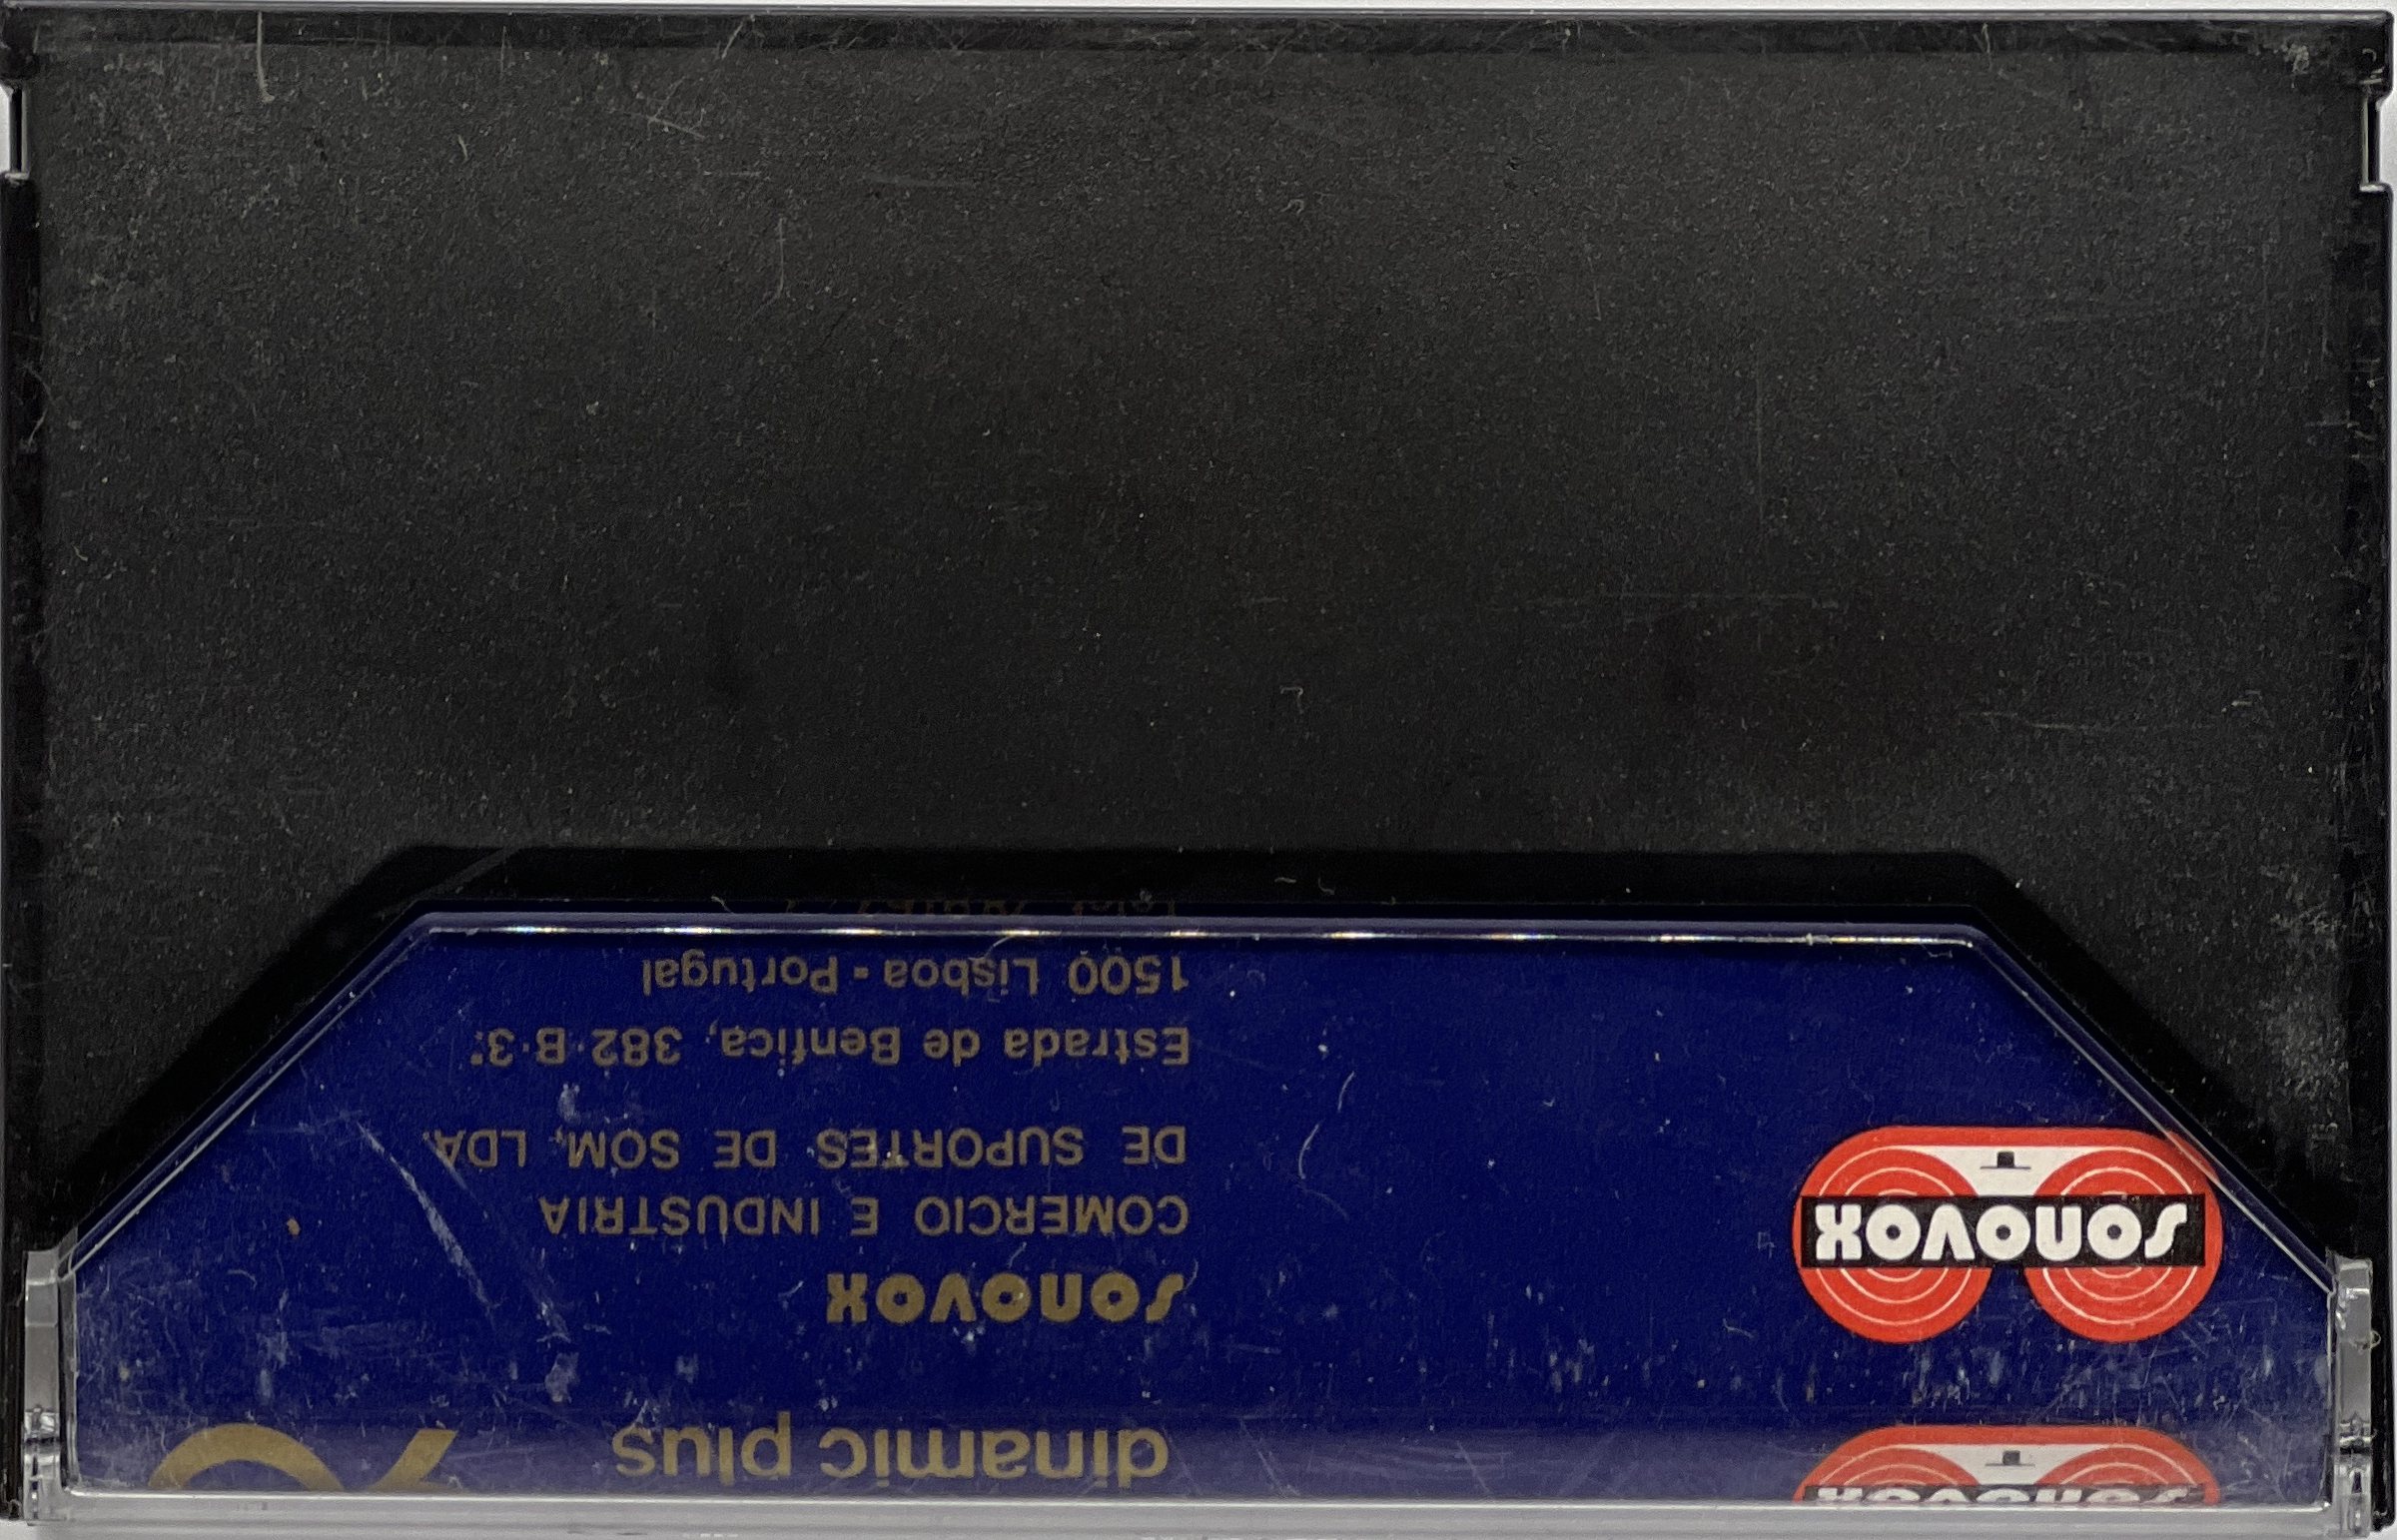 sonovox
dinamic plus
sonovox
sonovox
COMERCIO E INDUSTRIA
DE SUPORTES DE SOM, LDA.
Estrada de Benfica, 382-B-3.º
1500 Lisboa - Portugal